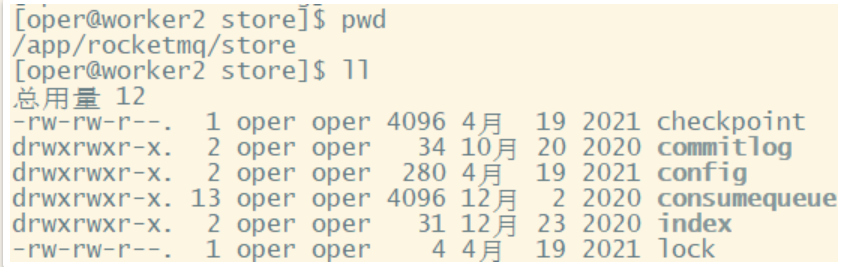 [oper@worker2 store]$ pwd
/app/rocketmq/store
[oper@worker2 store]$ ll
总用量 12
-rw-rw-r--.  1 oper oper 4096 4月  19 2021 checkpoint
drwxrwxr-x.  2 oper oper   34 10月 20 2020 commitlog
drwxrwxr-x.  2 oper oper  280 4月  19 2021 config
drwxrwxr-x. 13 oper oper 4096 12月  2 2020 consumequeue
drwxrwxr-x.  2 oper oper   31 12月 23 2020 index
-rw-rw-r--.  1 oper oper    4 4月  19 2021 lock